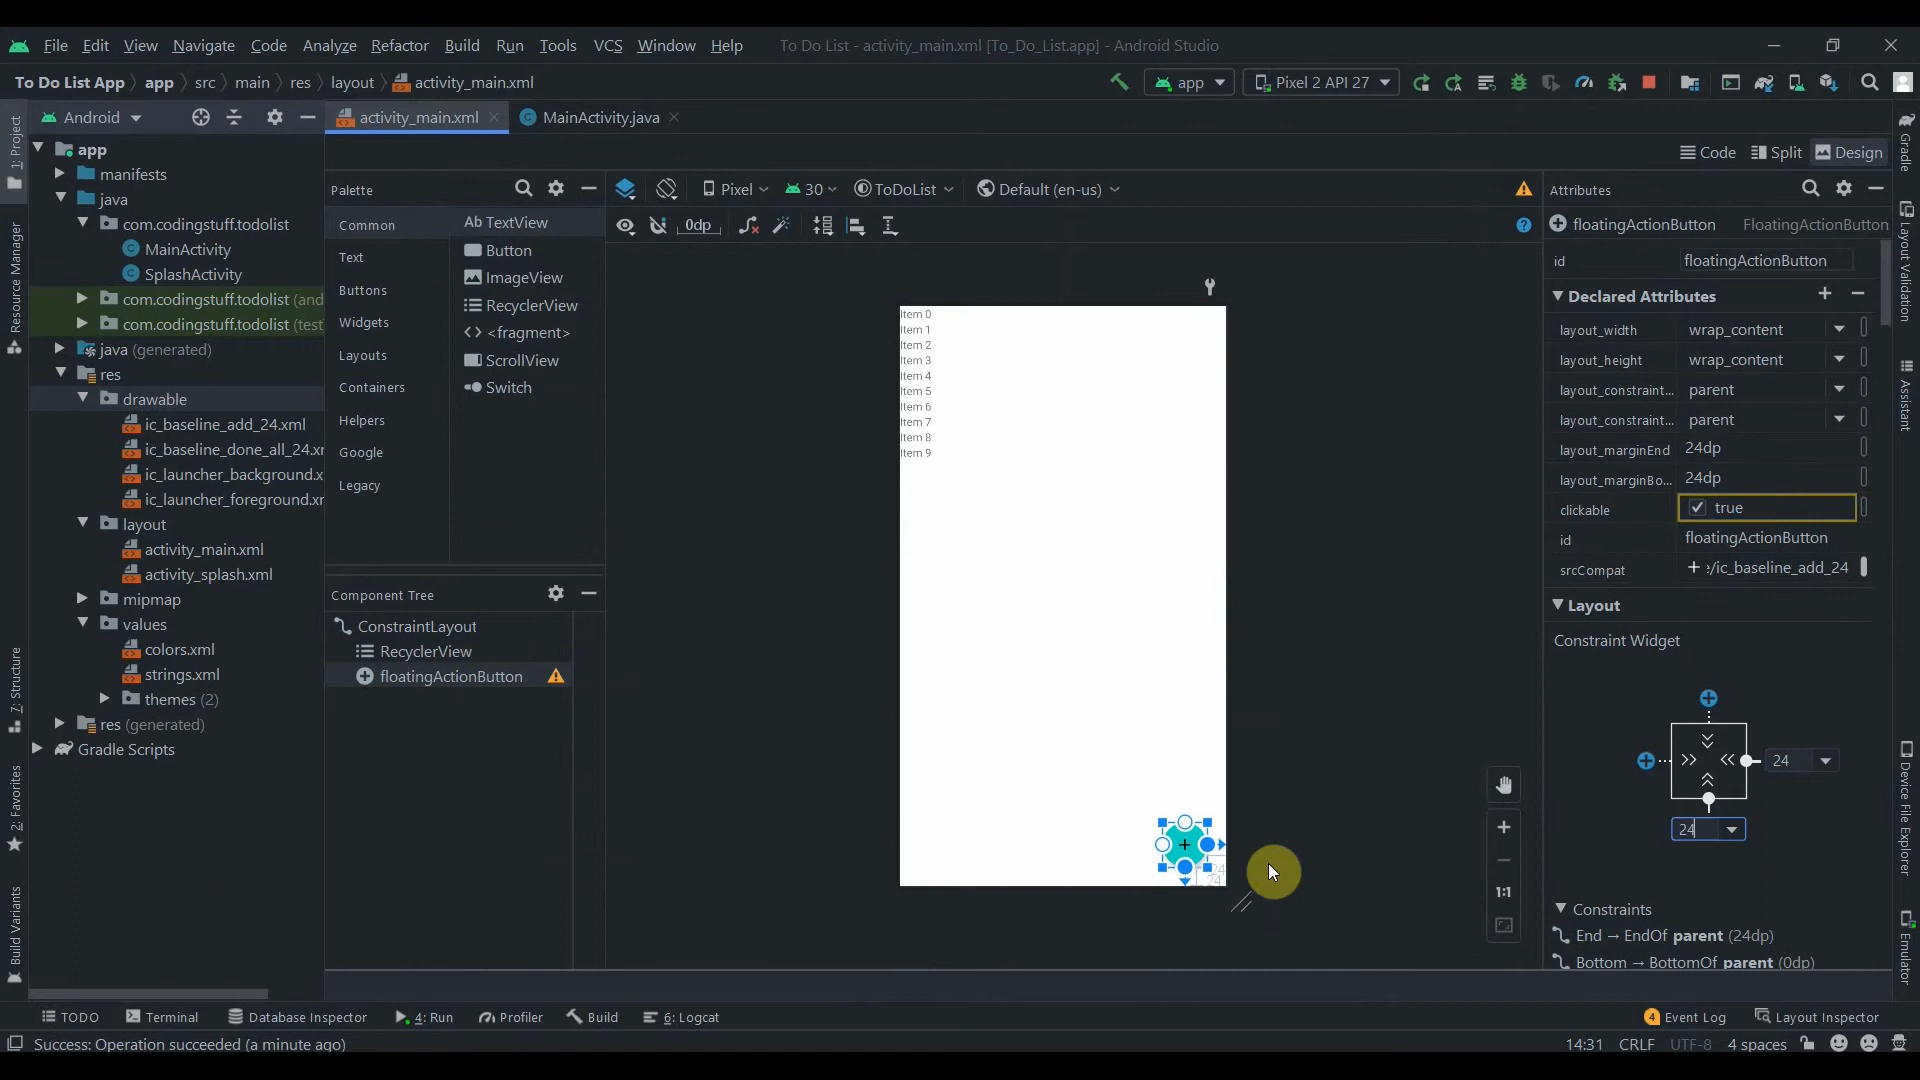 File Edit View Navigate Code Analyze Refactor Build Run Tools VCS Window Help To Do List - activity_main.xml [To_Do_List.app] - Android Studio
To Do List App app src main res layout activity_main.xml app Pixel 2 API 27
Android activity_main.xml MainActivity.java
1: Project
Resource Manager
7: Structure
2: Favorites
Build Variants
app
manifests
java
com.codingstuff.todolist
MainActivity
SplashActivity
com.codingstuff.todolist (and
com.codingstuff.todolist (test
java (generated)
res
drawable
ic_baseline_add_24.xml
ic_baseline_done_all_24.xr
ic_launcher_background.x
ic_launcher_foreground.xr
layout
activity_main.xml
activity_splash.xml
mipmap
values
colors.xml
strings.xml
themes (2)
res (generated)
Gradle Scripts
Code Split Design
Palette
Common
Text
Buttons
Widgets
Layouts
Containers
Helpers
Google
Legacy
Ab TextView
Button
ImageView
RecyclerView
<fragment>
ScrollView
Switch
Component Tree
ConstraintLayout
RecyclerView
floatingActionButton
Pixel 30 ToDoList Default (en-us)
0dp
Item 0
Item 1
Item 2
Item 3
Item 4
Item 5
Item 6
Item 7
Item 8
Item 9
24
24
1:1
Attributes
floatingActionButton FloatingActionButton
id floatingActionButton
Declared Attributes
layout_width wrap_content
layout_height wrap_content
layout_constraint... parent
layout_constraint... parent
layout_marginEnd 24dp
layout_marginBo... 24dp
clickable true
id floatingActionButton
srcCompat :/ic_baseline_add_24
Layout
Constraint Widget
24
24
Constraints
End → EndOf parent (24dp)
Bottom → BottomOf parent (0dp)
Gradle
Layout Validation
Assistant
Device File Explorer
Emulator
TODO Terminal Database Inspector 4: Run Profiler Build 6: Logcat 4 Event Log Layout Inspector
Success: Operation succeeded (a minute ago) 14:31 CRLF UTF-8 4 spaces